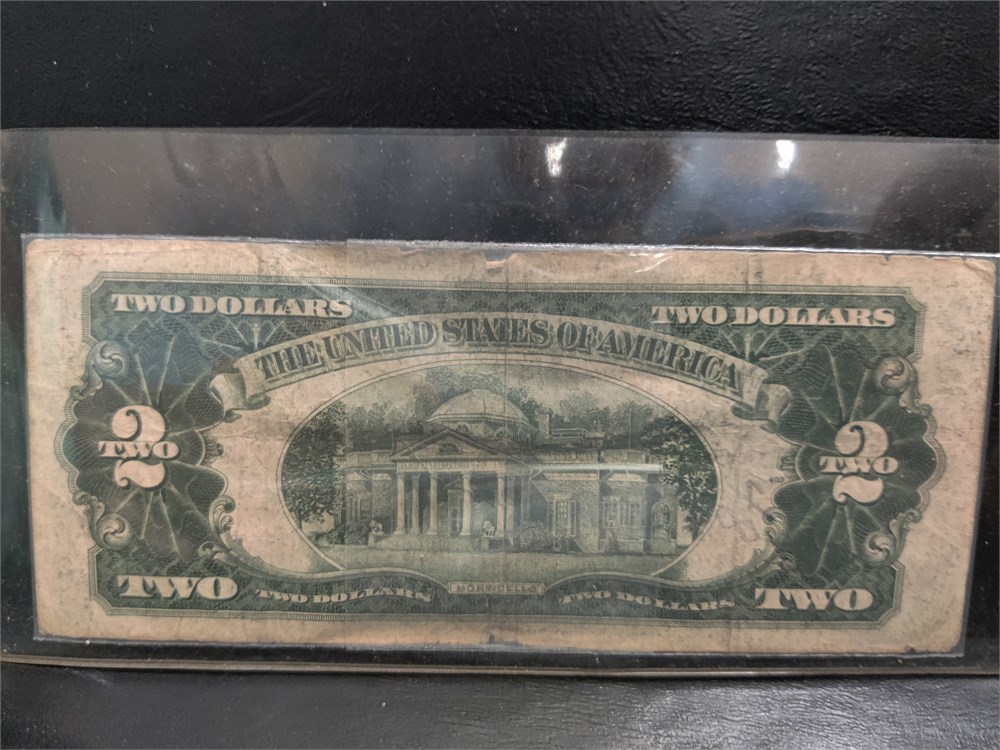 TWO DOLLARS TWO DOLLARS
THE UNITED STATES OF AMERICA
2 TWO 2 TWO
403
MONTICELLO
TWO TWO DOLLARS TWO DOLLARS TWO